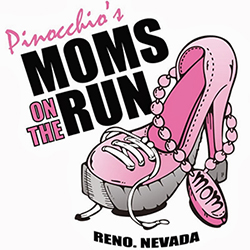 Pinocchio's
MOMS
ON THE RUN
mom
RENO, NEVADA